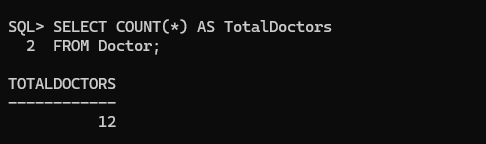 SQL> SELECT COUNT(*) AS TotalDoctors
  2  FROM Doctor;
TOTALDOCTORS
------------
          12